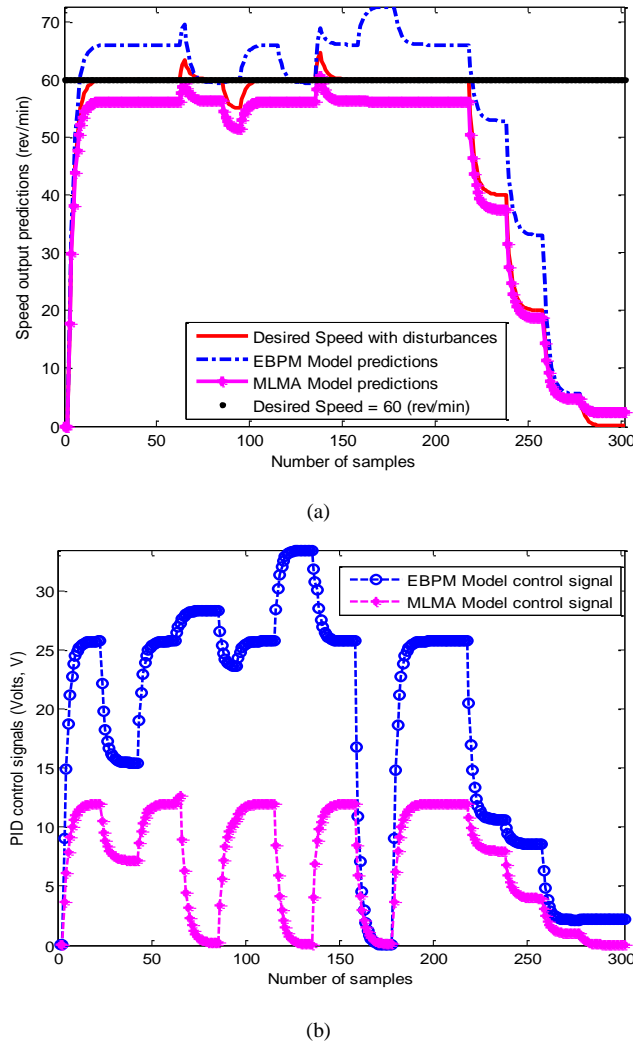 70
60
50
40
30
20
10
0
Speed output predictions (rev/min)
Desired Speed with disturbances
EBPM Model predictions
MLMA Model predictions
Desired Speed = 60 (rev/min)
0 50 100 150 200 250 300
Number of samples
(a)
30
25
20
15
10
5
0
PID control signals (Volts, V)
EBPM Model control signal
MLMA Model control signal
0 50 100 150 200 250 300
Number of samples
(b)